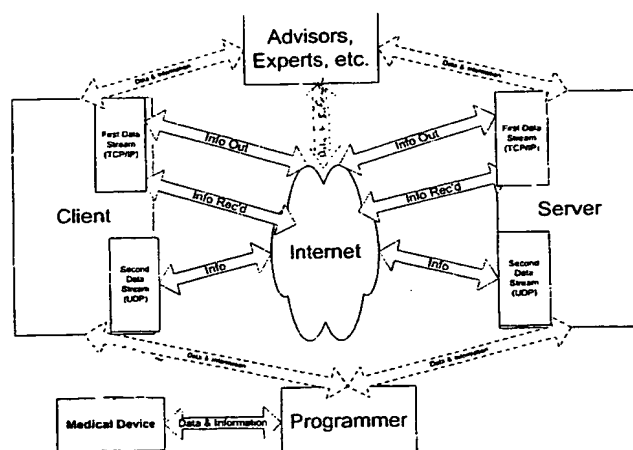 Advisors,
Experts, etc.
Data & Information
Data & Information
First Data
Stream
(TCP/IP)
Info Out
Info Out
First Data
Stream
(TCP/IP)
Info Rec'd
Info Rec'd
Client
Internet
Server
Second
Data
Stream
(UDP)
Info
Info
Second
Data
Stream
(UDP)
Data & Information
Data & Information
Medical Device
Data & Information
Programmer